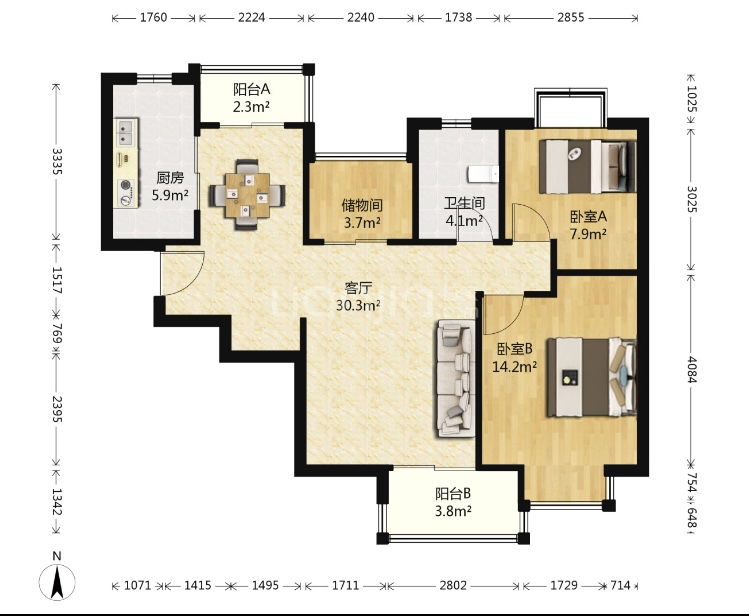 1760 2224 2240 1738 2855
阳台A
2.3m²
厨房
5.9m²
储物间
3.7m²
卫生间
4.1m²
卧室A
7.9m²
客厅
30.3m²
卧室B
14.2m²
阳台B
3.8m²
3335
1517
769
2395
1342
1025
3025
4084
754
648
N
1071 1415 1495 1711 2802 1729 714